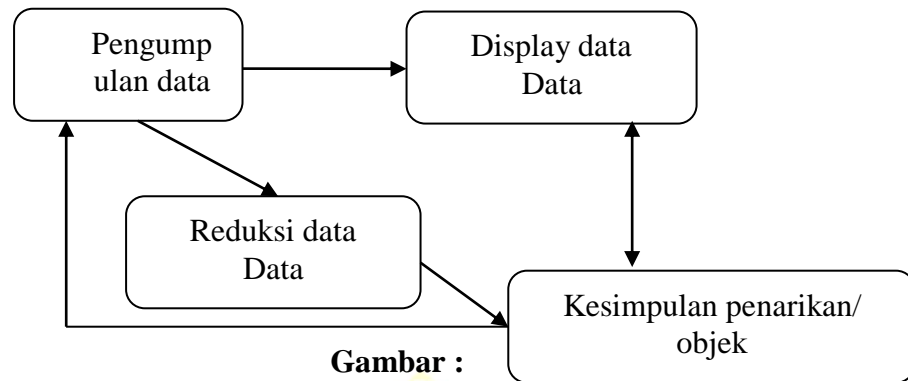 Pengump
ulan data
Display data
Data
Reduksi data
Data
Kesimpulan penarikan/
objek
Gambar :